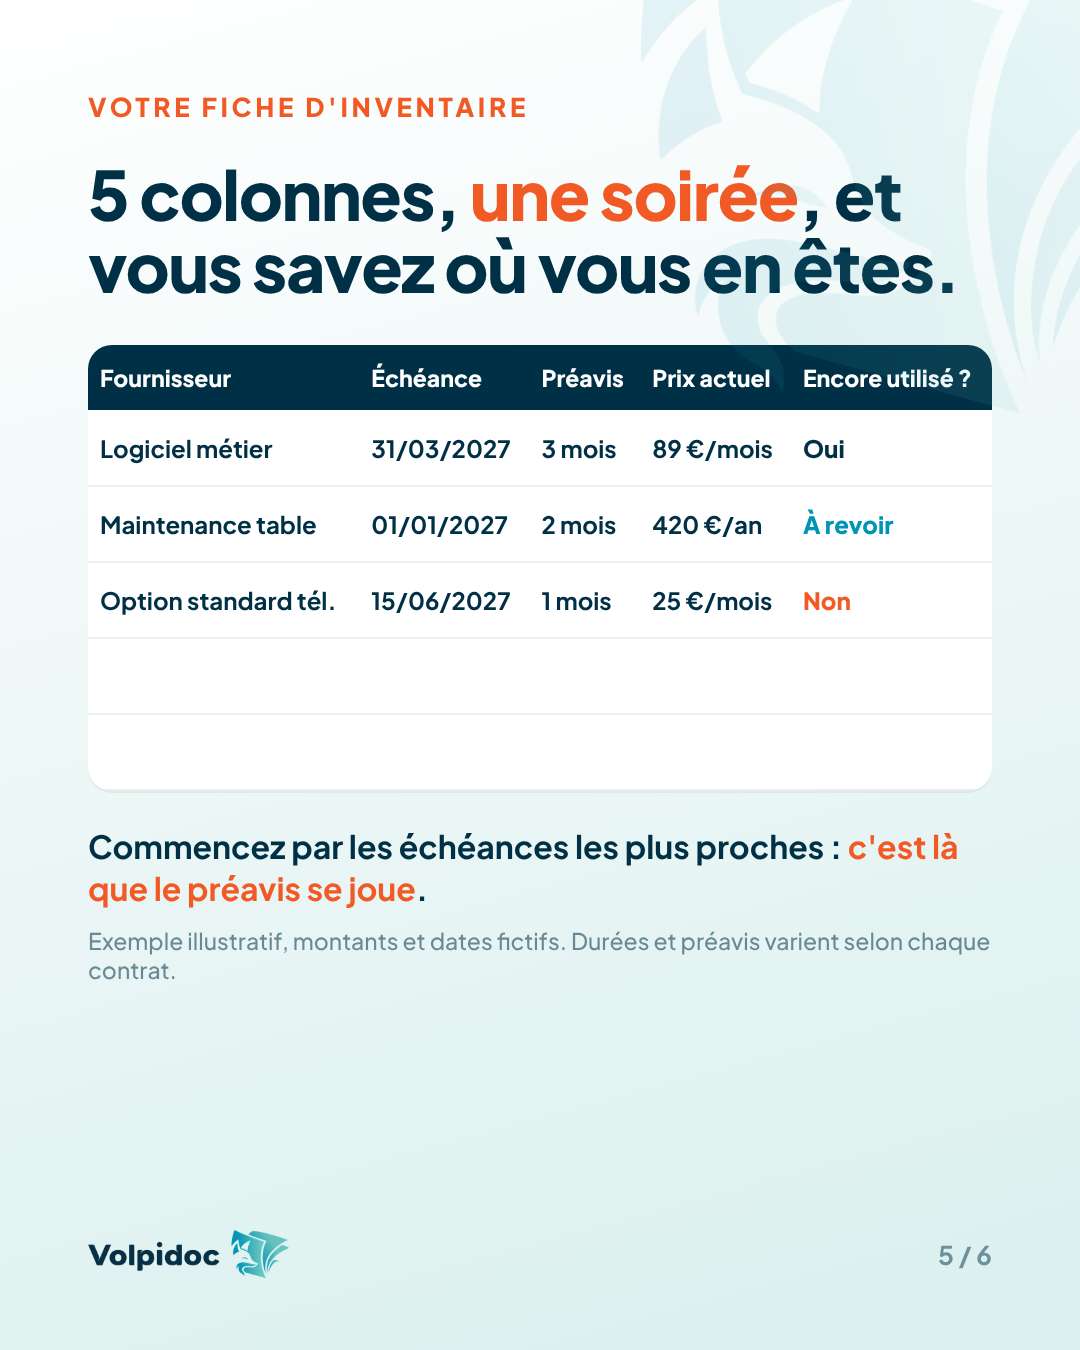 VOTRE FICHE D'INVENTAIRE
5 colonnes, une soirée, et
vous savez où vous en êtes.
Fournisseur Échéance Préavis Prix actuel Encore utilisé ?
Logiciel métier 31/03/2027 3 mois 89 €/mois Oui
Maintenance table 01/01/2027 2 mois 420 €/an À revoir
Option standard tél. 15/06/2027 1 mois 25 €/mois Non
Commencez par les échéances les plus proches : c'est là
que le préavis se joue.
Exemple illustratif, montants et dates fictifs. Durées et préavis varient selon chaque
contrat.
Volpidoc
5 / 6